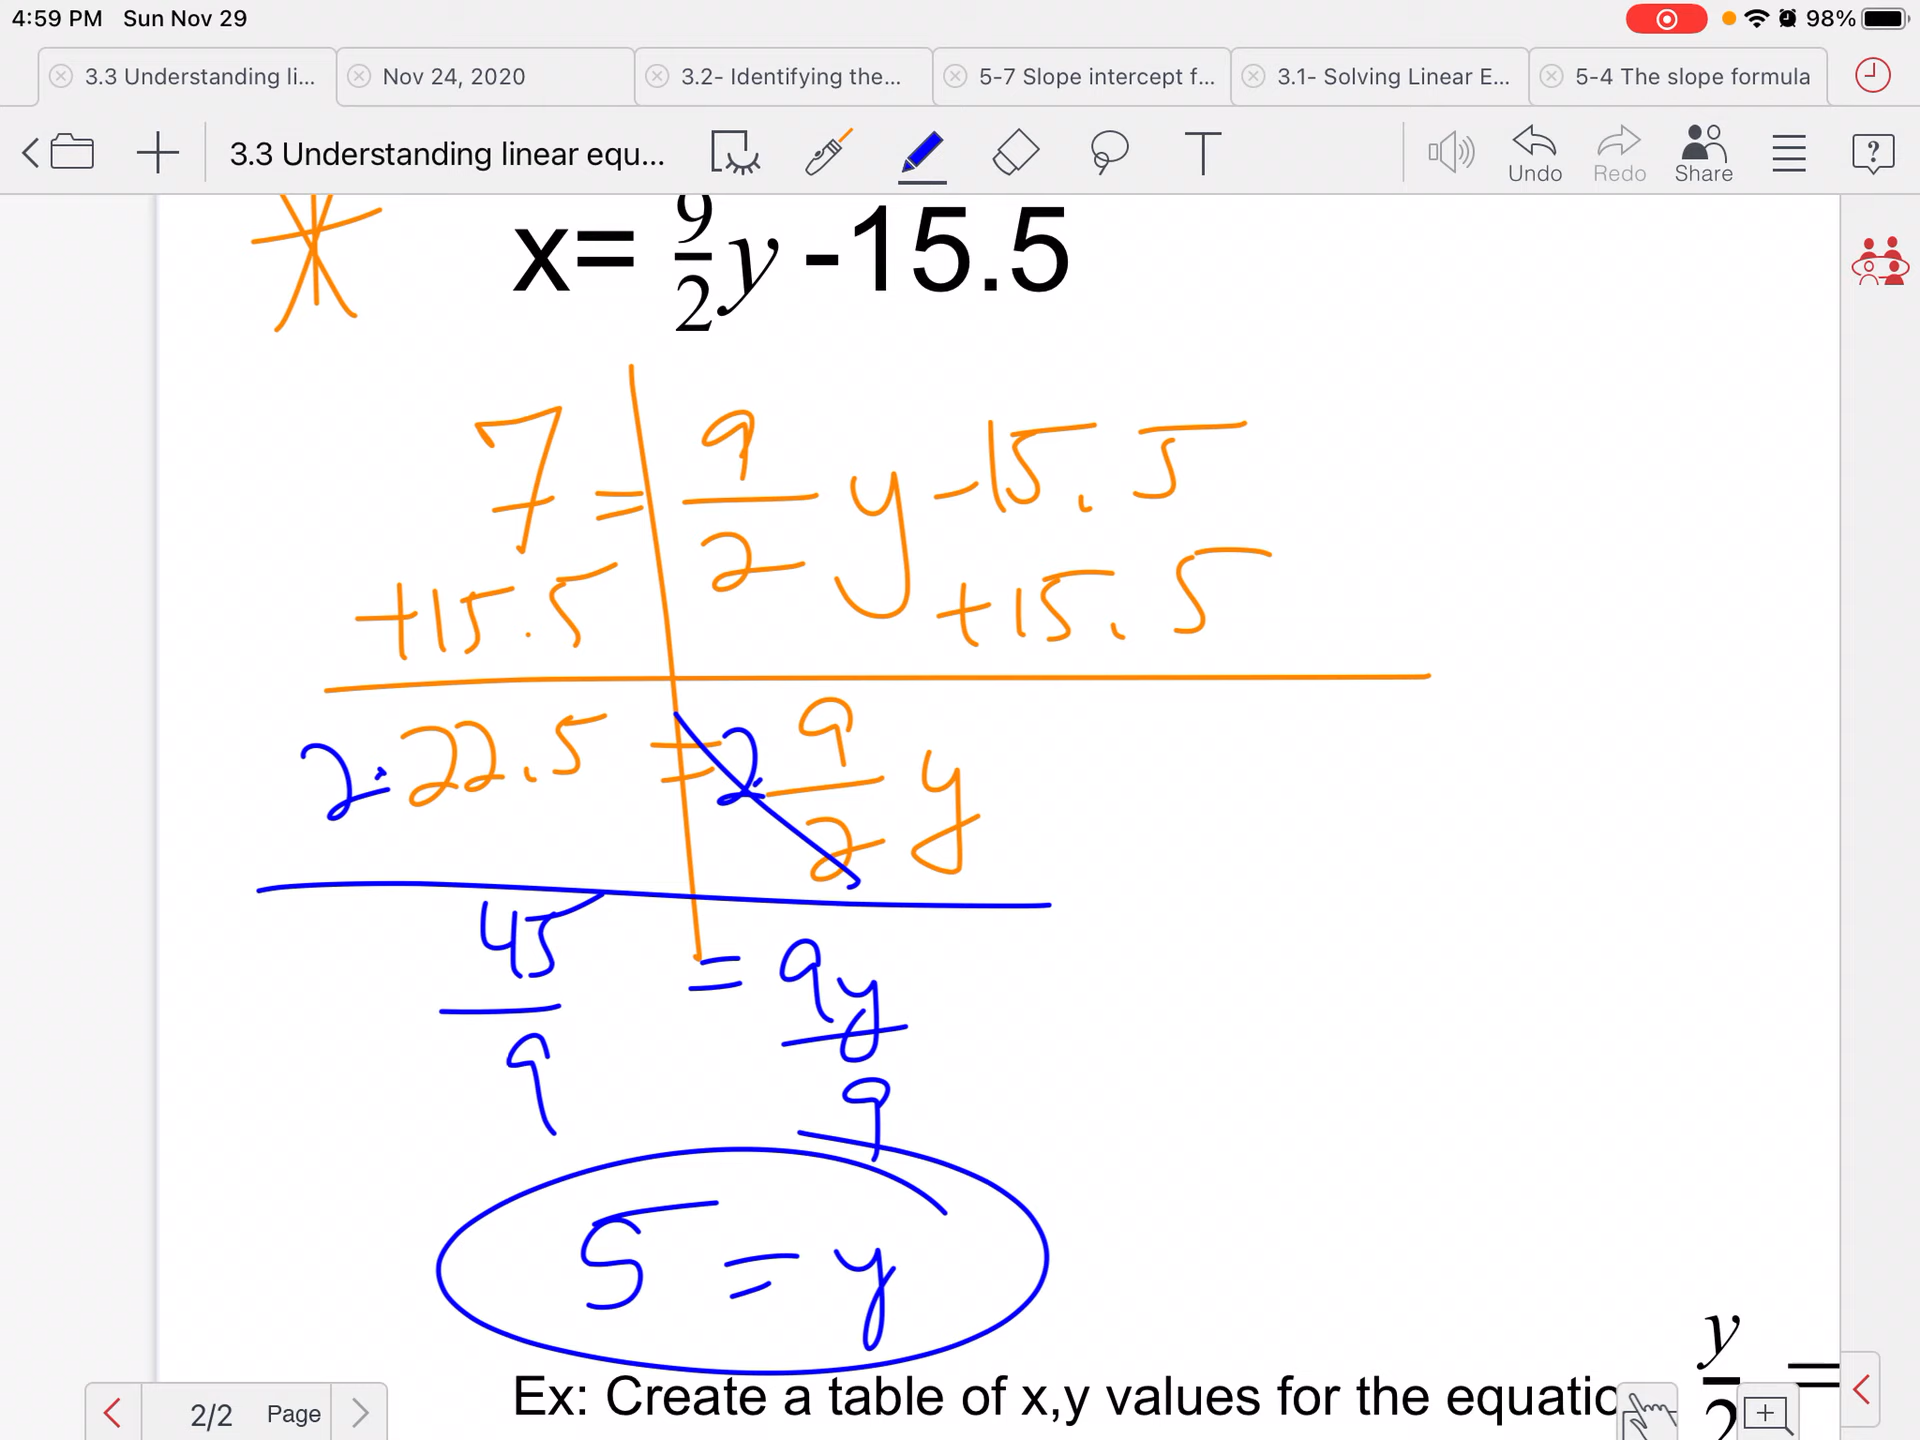 4:59 PM Sun Nov 29 98%
3.3 Understanding li... Nov 24, 2020 3.2- Identifying the... 5-7 Slope intercept f... 3.1- Solving Linear E... 5-4 The slope formula
3.3 Understanding linear equ... T Undo Redo Share ?
x= 9/2 y -15.5
7 = 9/2 y -15.5
+15.5 +15.5
2·22.5 = 2· 9/2 y
45/9 = 9y/9
5 = y
Ex: Create a table of x,y values for the equatio y/2 =
2/2 Page